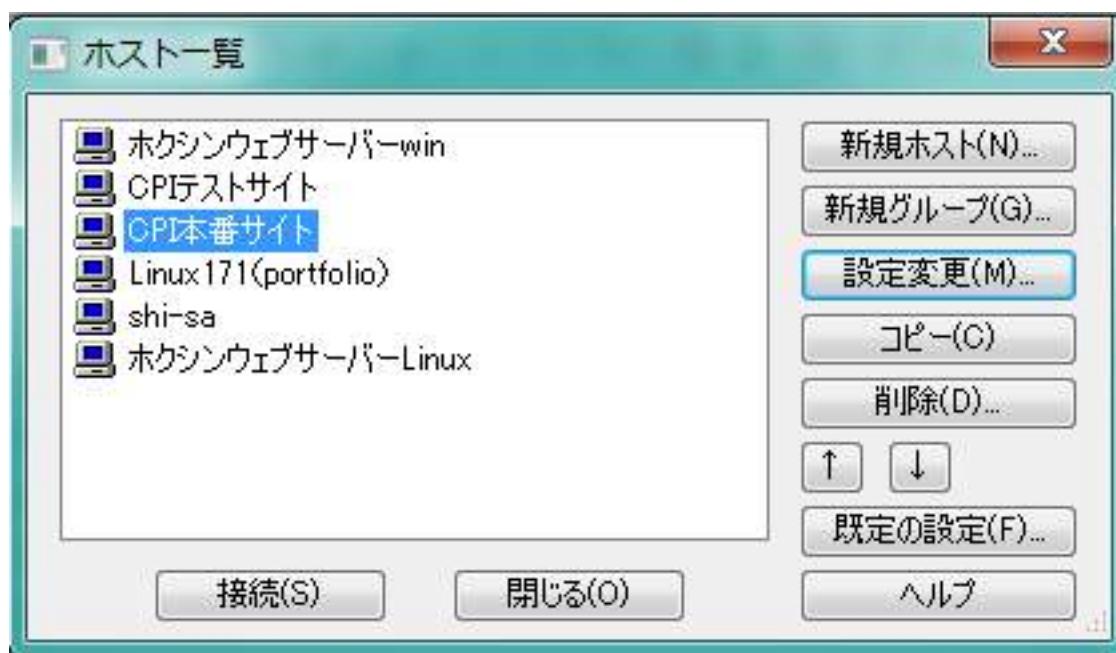 ホスト一覧
ホクシンウェブサーバーwin
CPIテストサイト
CPI本番サイト
Linux171(portfolio)
shi-sa
ホクシンウェブサーバーLinux
新規ホスト(N)...
新規グループ(G)...
設定変更(M)...
コピー(C)
削除(D)...
↑ ↓
既定の設定(F)...
接続(S)
閉じる(O)
ヘルプ